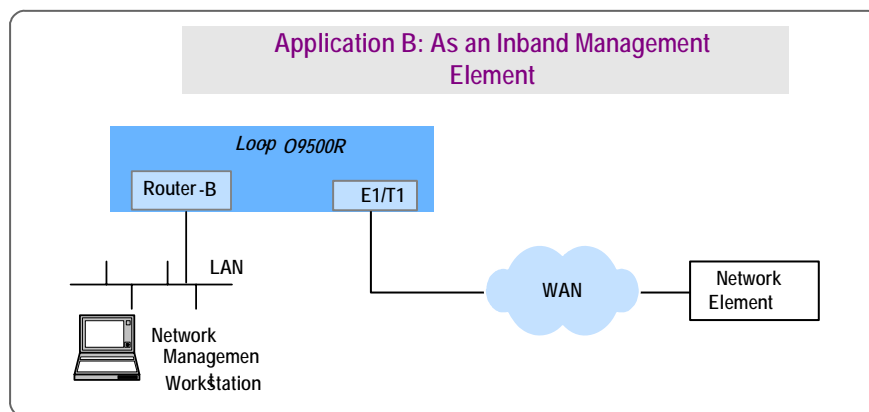 Application B: As an Inband Management
Element
Loop O9500R
Router-B
E1/T1
LAN
WAN
Network
Element
Network
Managemen
t
Workstation